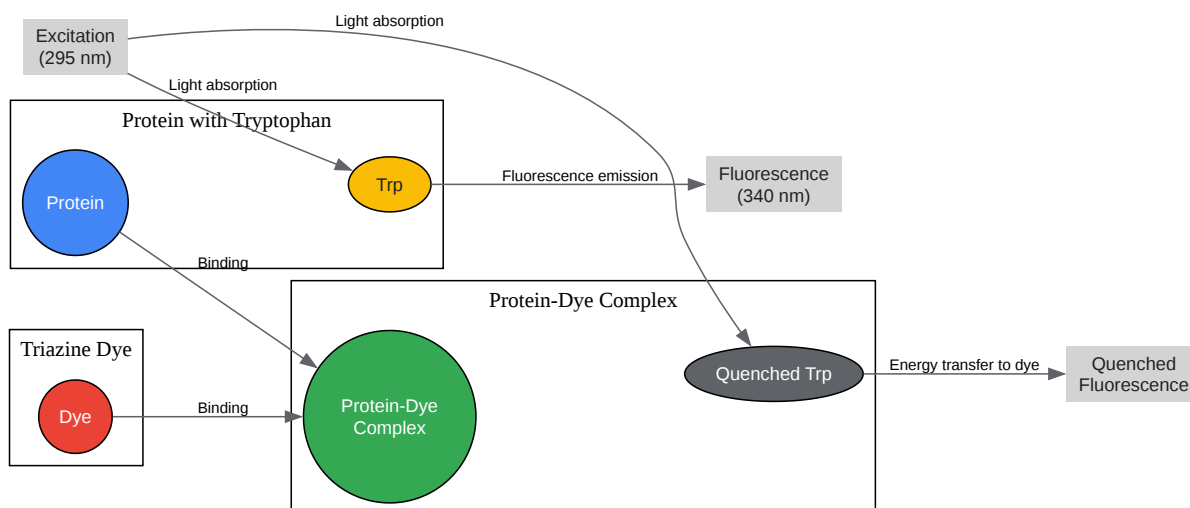 Light absorption
Excitation
(295 nm)
Light absorption
Protein with Tryptophan
Protein
Trp
Fluorescence emission
Fluorescence
(340 nm)
Binding
Protein-Dye Complex
Triazine Dye
Dye
Binding
Protein-Dye
Complex
Quenched Trp
Energy transfer to dye
Quenched
Fluorescence